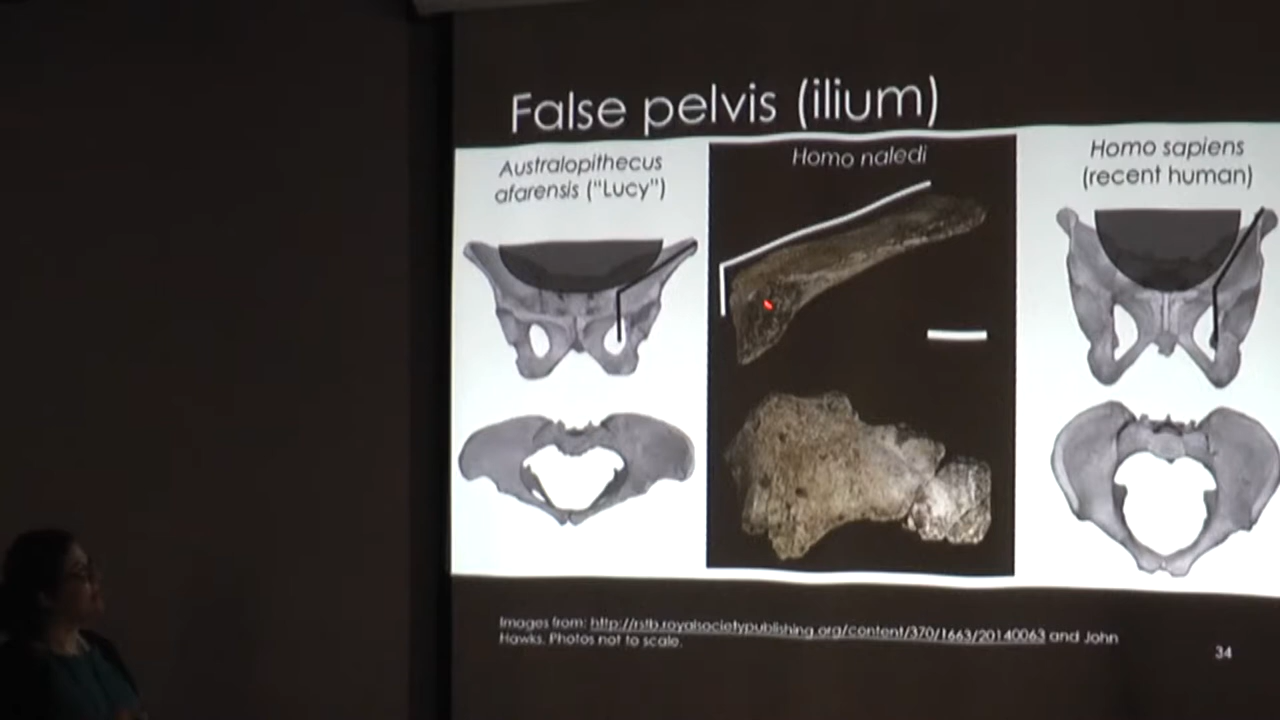 False pelvis (ilium)
Australopithecus
afarensis ("Lucy")
Homo naledi
Homo sapiens
(recent human)
Images from: http://rstb.royalsocietypublishing.org/content/370/1663/20140063 and John
Hawks. Photos not to scale.
34